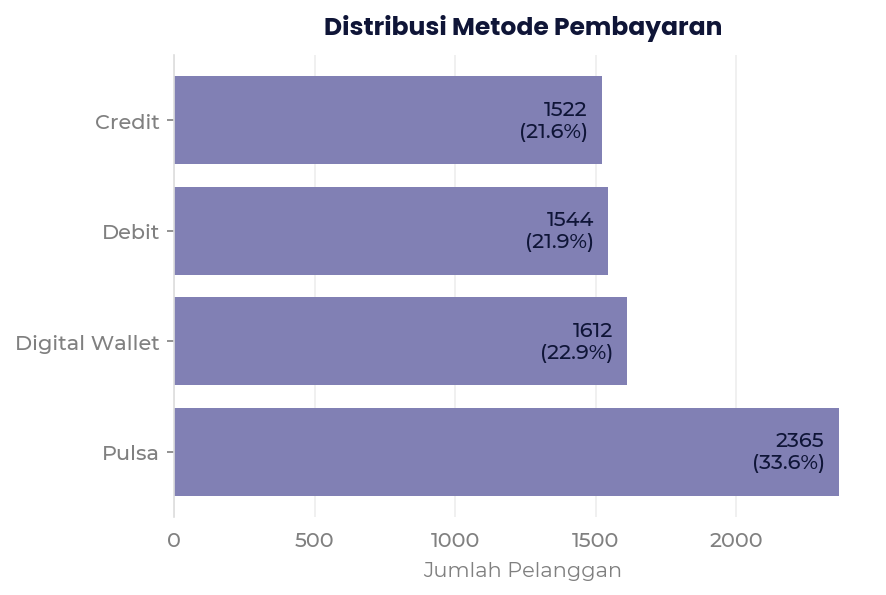 Distribusi Metode Pembayaran
Credit
1522
(21.6%)
Debit
1544
(21.9%)
Digital Wallet
1612
(22.9%)
Pulsa
2365
(33.6%)
0 500 1000 1500 2000
Jumlah Pelanggan